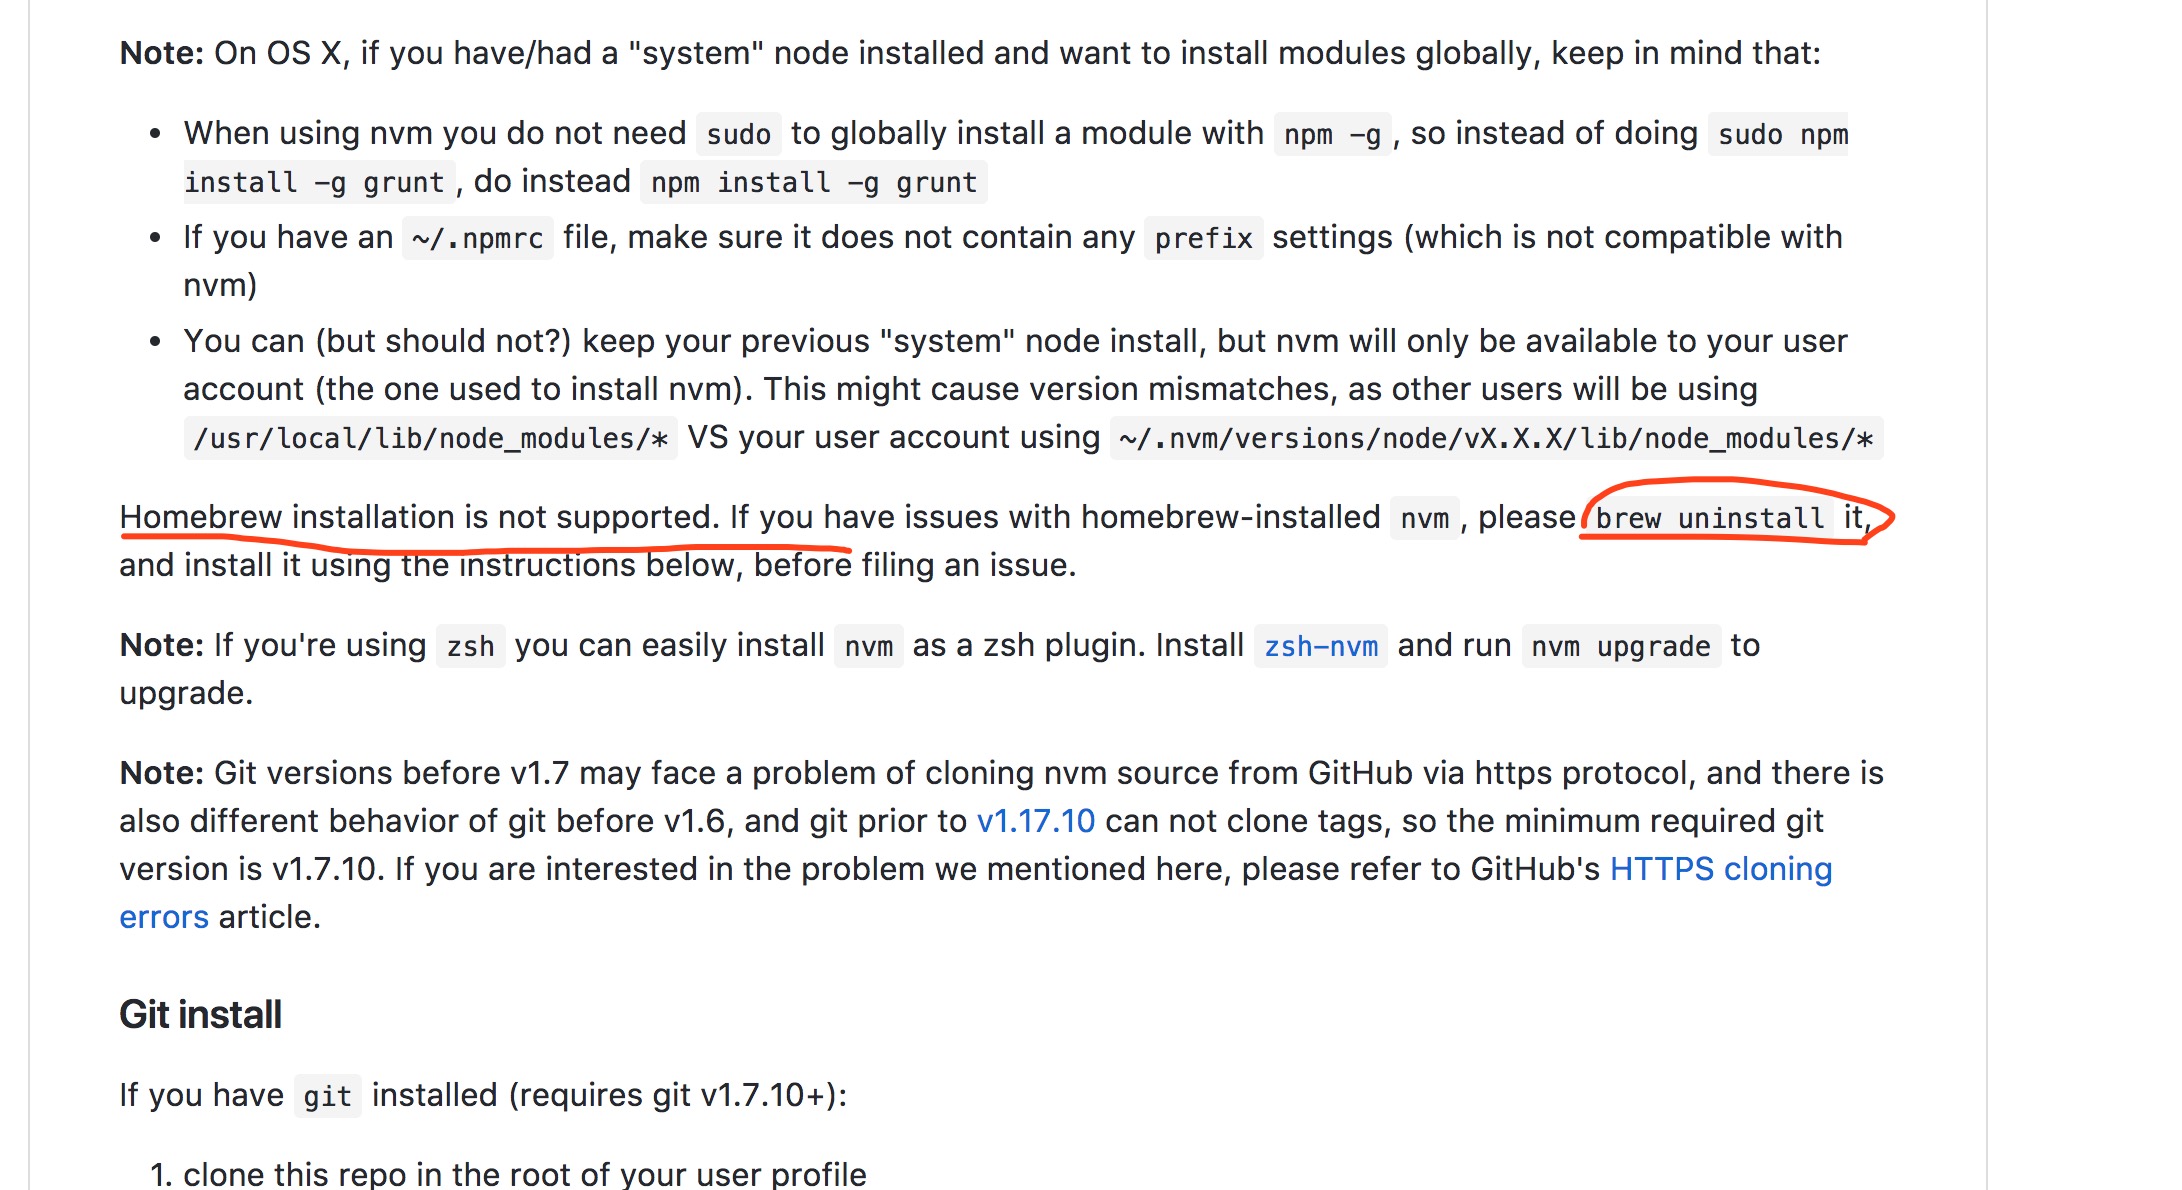 Note: On OS X, if you have/had a "system" node installed and want to install modules globally, keep in mind that:
• When using nvm you do not need sudo to globally install a module with npm -g , so instead of doing sudo npm
install -g grunt , do instead npm install -g grunt
• If you have an ~/.npmrc file, make sure it does not contain any prefix settings (which is not compatible with
nvm)
• You can (but should not?) keep your previous "system" node install, but nvm will only be available to your user
account (the one used to install nvm). This might cause version mismatches, as other users will be using
/usr/local/lib/node_modules/* VS your user account using ~/.nvm/versions/node/vX.X.X/lib/node_modules/*
Homebrew installation is not supported. If you have issues with homebrew-installed nvm , please brew uninstall it,
and install it using the instructions below, before filing an issue.
Note: If you're using zsh you can easily install nvm as a zsh plugin. Install zsh-nvm and run nvm upgrade to
upgrade.
Note: Git versions before v1.7 may face a problem of cloning nvm source from GitHub via https protocol, and there is
also different behavior of git before v1.6, and git prior to v1.17.10 can not clone tags, so the minimum required git
version is v1.7.10. If you are interested in the problem we mentioned here, please refer to GitHub's HTTPS cloning
errors article.
Git install
If you have git installed (requires git v1.7.10+):
1. clone this repo in the root of your user profile